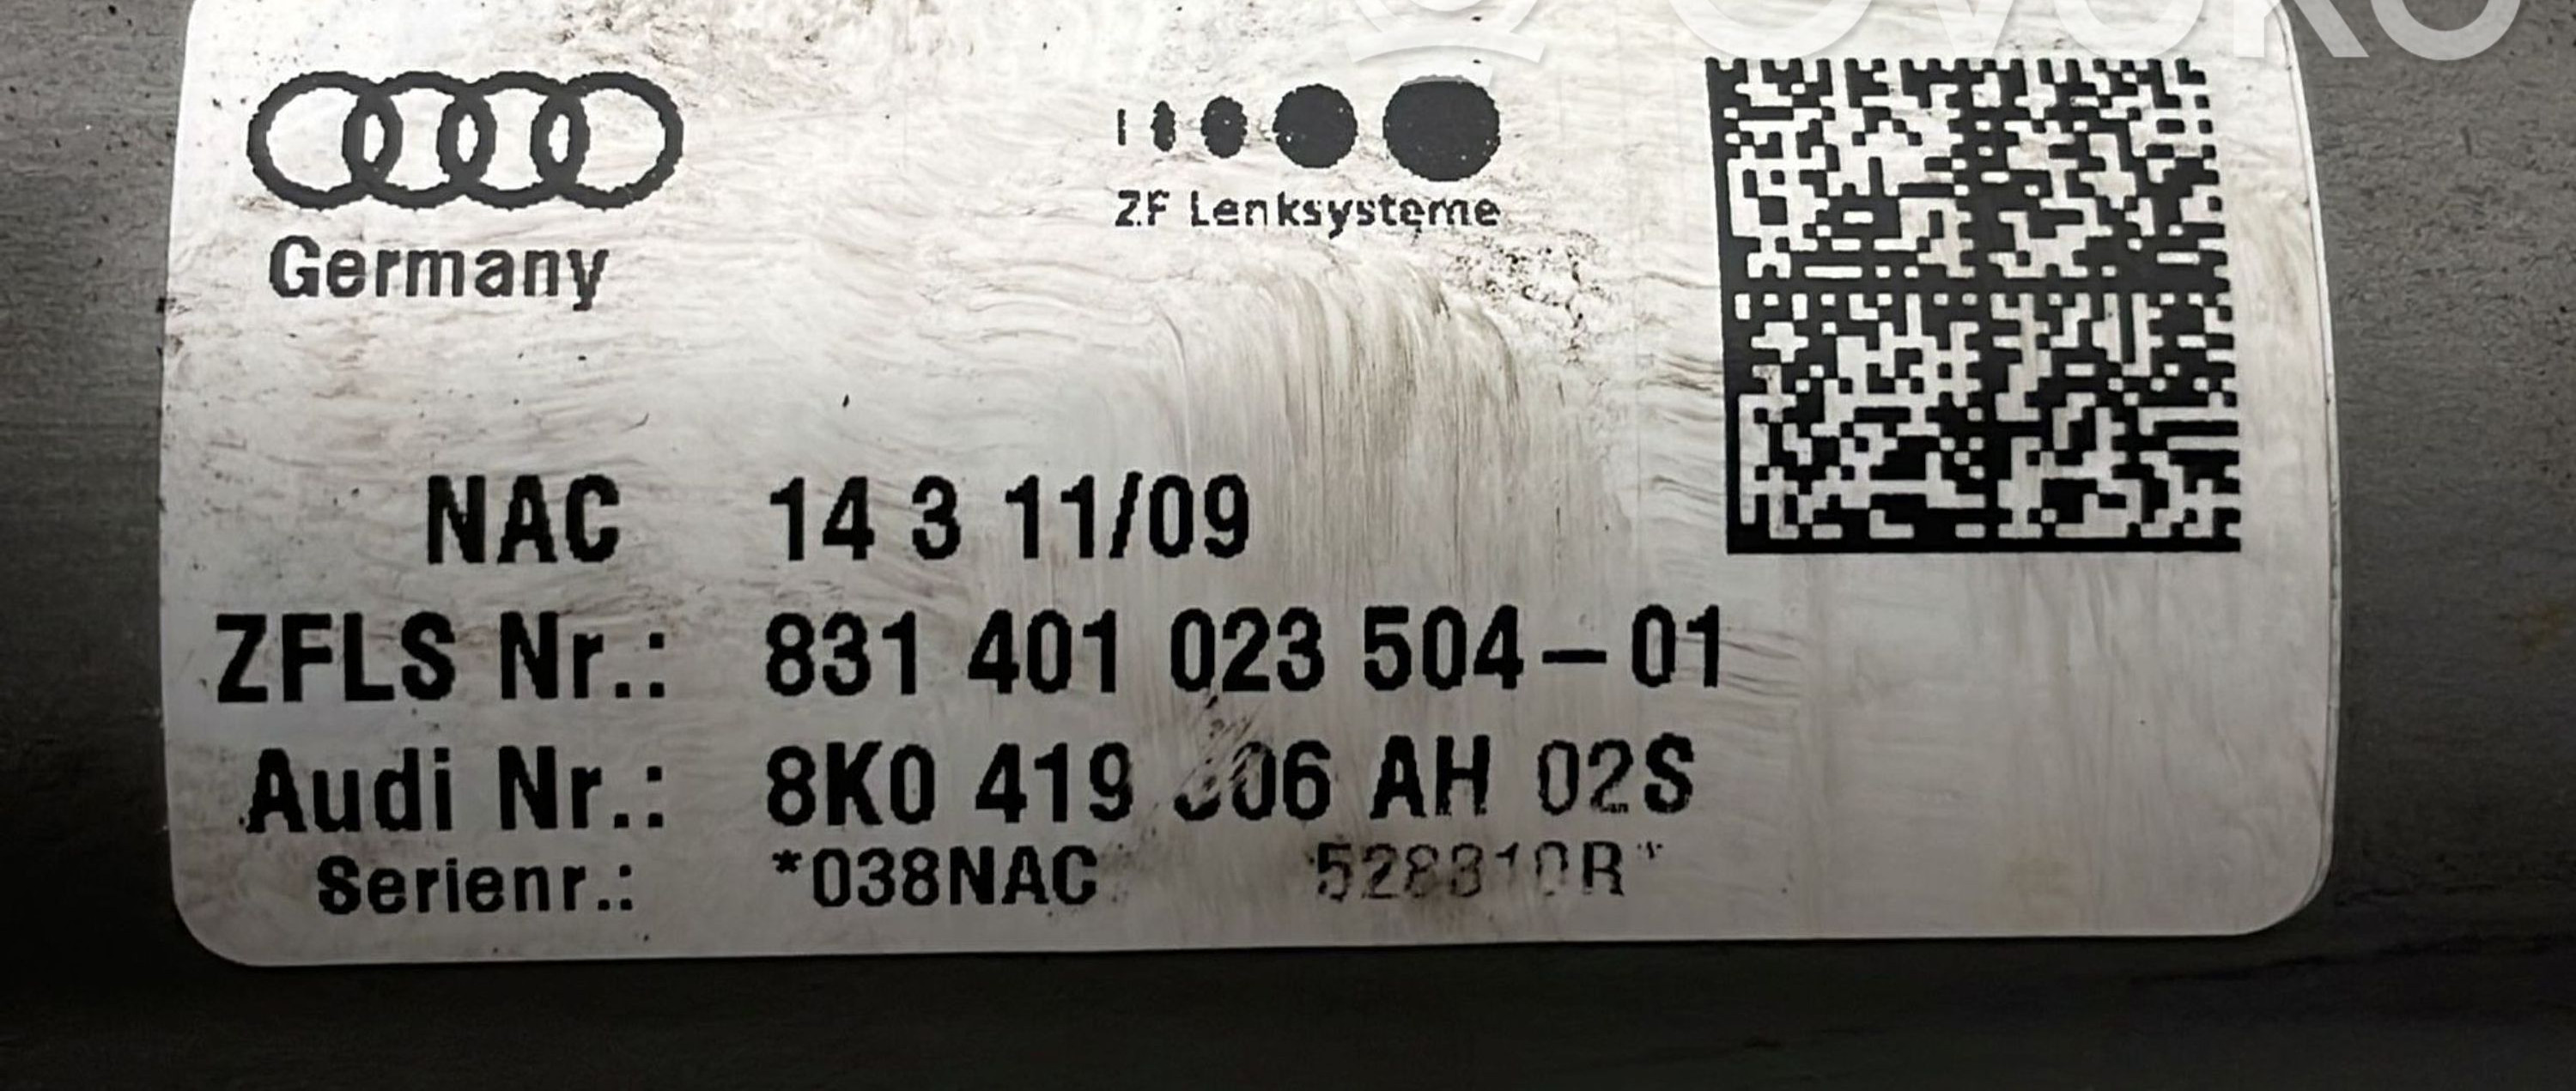 Germany
ZF Lenksysteme
NAC 14 3 11/09
ZFLS Nr.: 831 401 023 504-01
Audi Nr.: 8K0 419 AH 02S
Serienr.: *038NAC